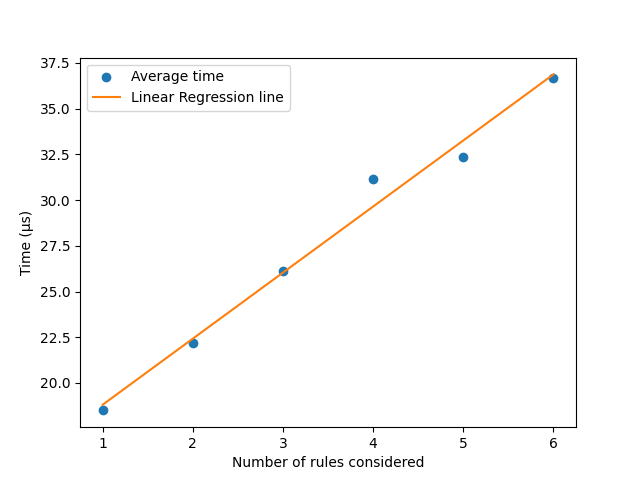 37.5
35.0
32.5
30.0
27.5
25.0
22.5
20.0
Time (µs)
Average time
Linear Regression line
1 2 3 4 5 6
Number of rules considered